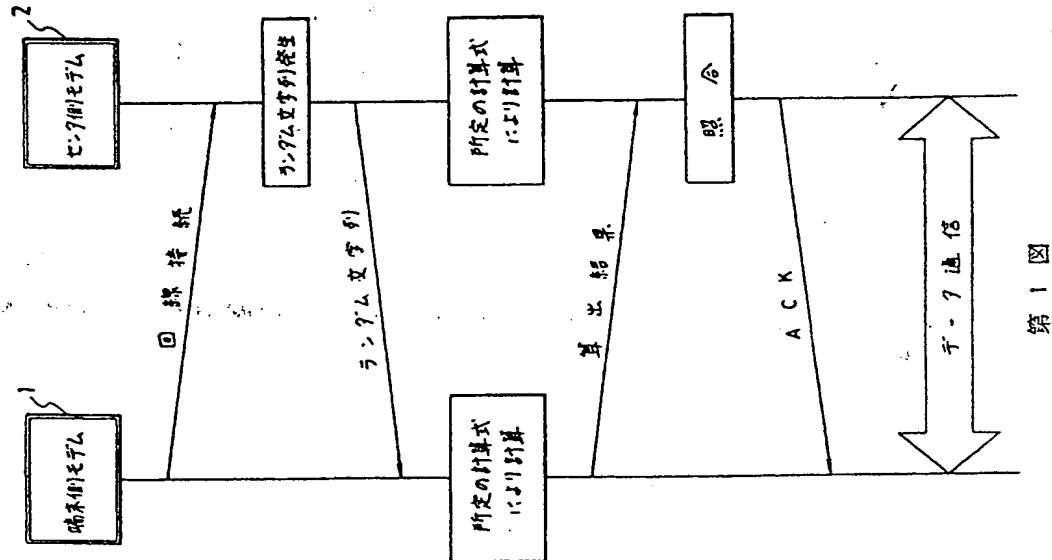 1
端末側モデム
2
センタ側モデム
回線接続
ランダム文字列発生
ランダム文字列
所定の計算式
により計算
所定の計算式
により計算
算出結果
照合
ACK
データ通信
第1図